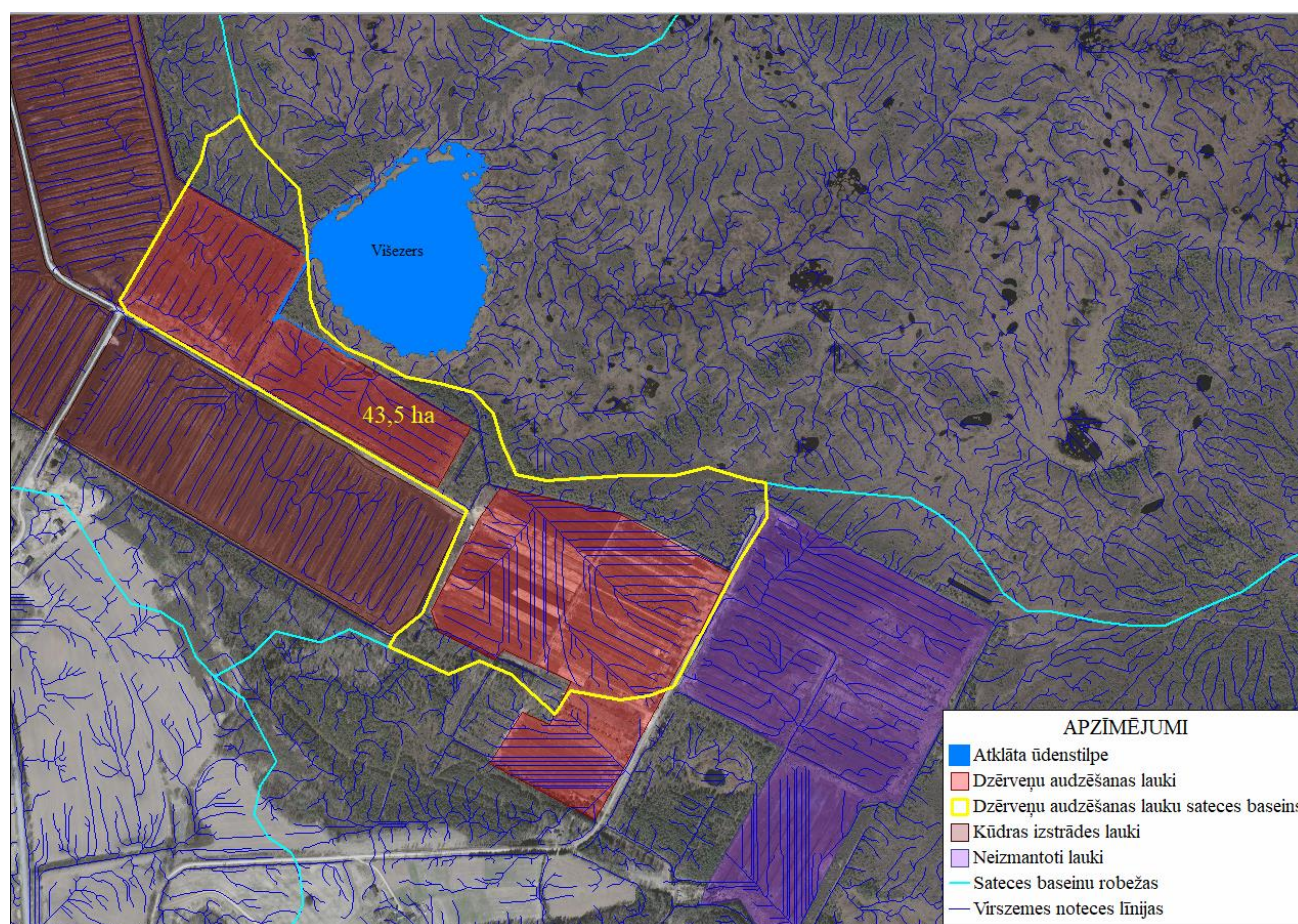 Višezers
43,5 ha
APZĪMĒJUMI
Atklāta ūdenstilpe
Dzērveņu audzēšanas lauki
Dzērveņu audzēšanas lauku sateces baseins
Kūdras izstrādes lauki
Neizmantoti lauki
Sateces baseinu robežas
Virszemes noteces līnijas